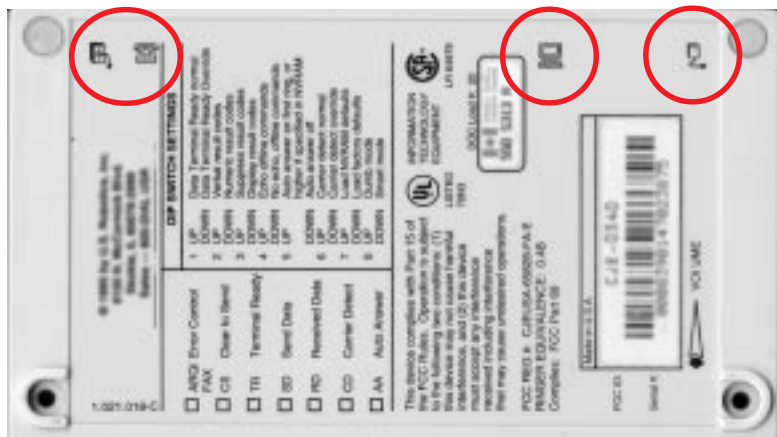 © 1996 by U.S. Robotics, Inc.
1.021.018-C
DIP SWITCH SETTINGS
1 UP Data Terminal Ready normal
DOWN Data Terminal Ready Override
2 UP Verbal result codes
DOWN Numeric result codes
3 UP Suppress result codes
DOWN Display result codes
4 UP Echo offline commands
DOWN No echo, offline commands
5 UP Auto answer on first ring, or
higher if specified in NVRAM
DOWN Auto answer off
6 UP Carrier detect normal
DOWN Carrier detect override
7 UP Load NVRAM defaults
DOWN Load factory defaults
8 UP Dumb mode
DOWN Smart mode
ARQ/ Error Control
FAX
CS Clear to Send
TR Terminal Ready
SD Send Data
RD Received Data
CD Carrier Detect
AA Auto Answer
INFORMATION
TECHNOLOGY
EQUIPMENT
UL
LISTED
This device complies with Part 15 of
the FCC Rules. Operation is subject
to the following two conditions: (1)
this device may not cause harmful
interference, and (2) this device
must accept any interference
received including interference
that may cause undesired operations.
RINGER EQUIVALENCE: 0.4B
Complies: FCC Part 68
Made in U.S.A.
CJE-0340
FCC ID:
Serial #:
VOLUME